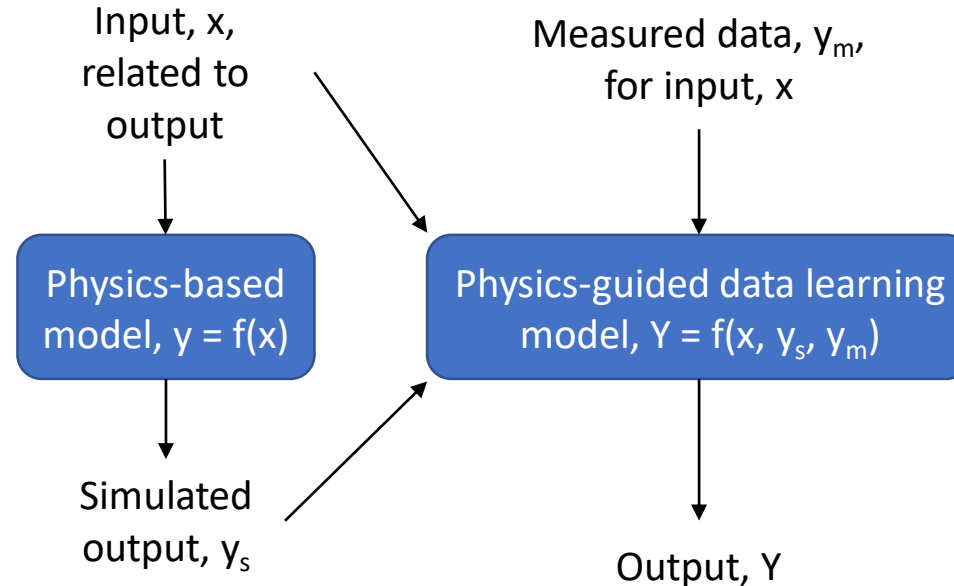 Input, x,
related to
output
Measured data, yₘ,
for input, x
Physics-based
model, y = f(x)
Physics-guided data learning
model, Y = f(x, yₛ, yₘ)
Simulated
output, yₛ
Output, Y